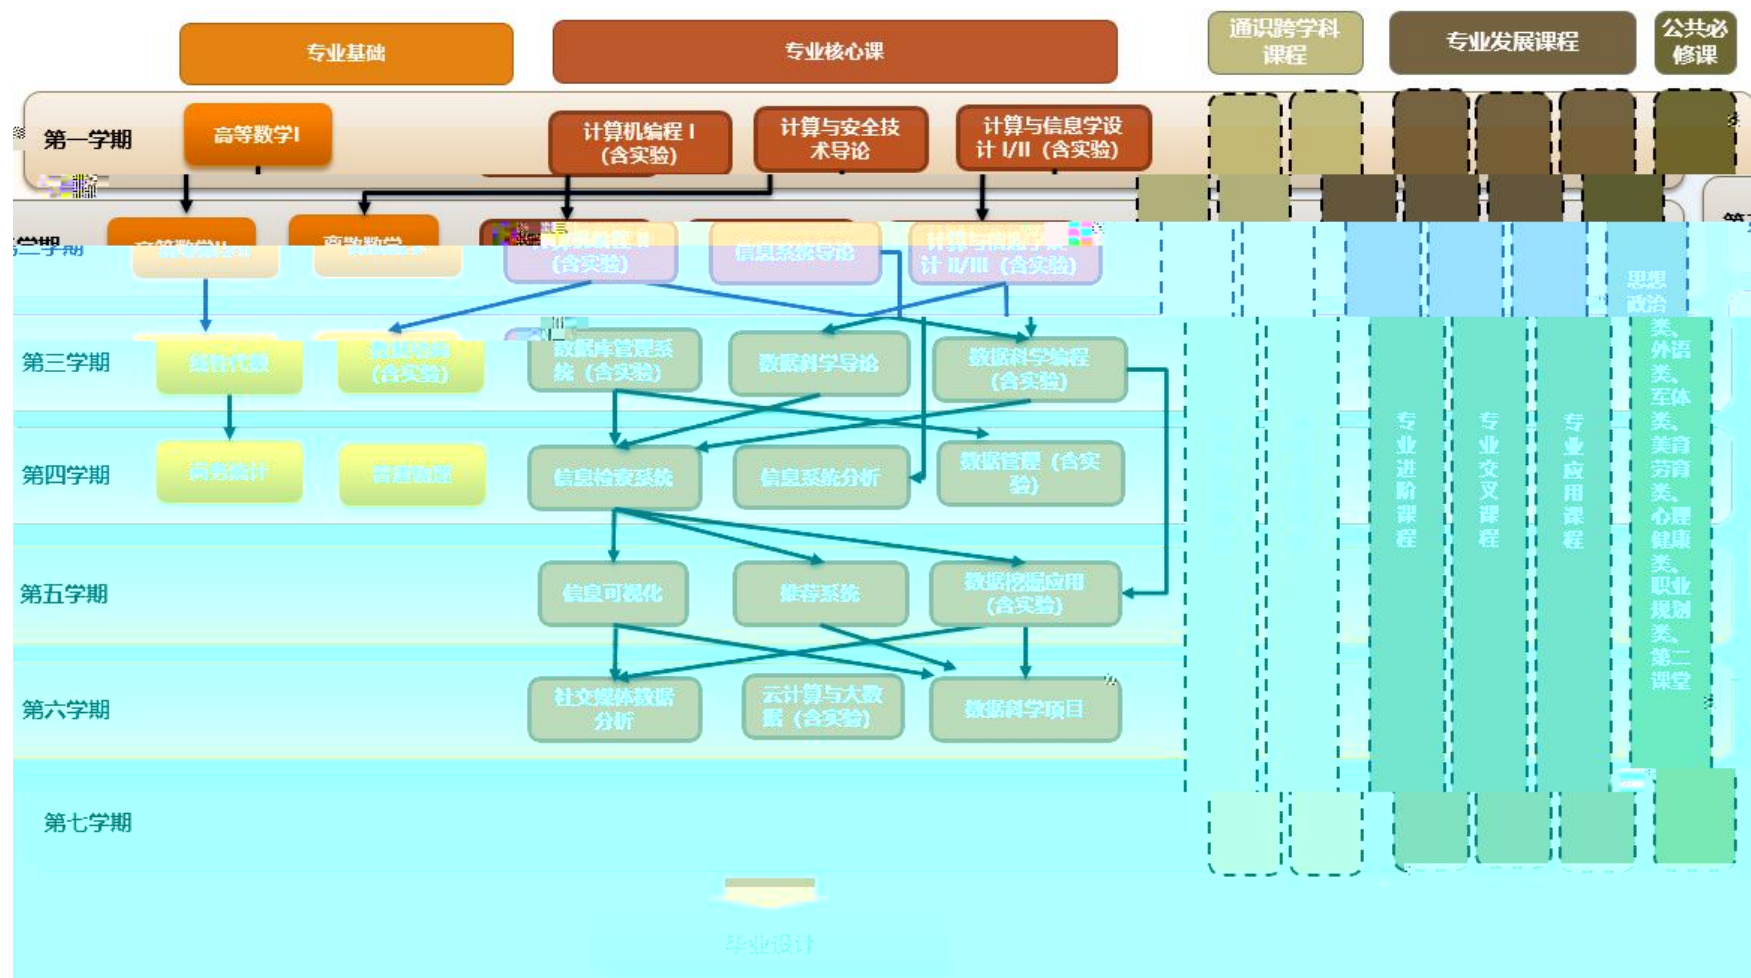 专业基础
专业核心课
通识跨学科
课程
专业发展课程
公共必
修课
第一学期
高等数学I
计算机编程 I
(含实验)
计算与安全技
术导论
计算与信息学设
计 I/II（含实验）
学期
(含实验)
信息系统导论
计 II/III（含实验）
第三学期
线性代数
(含实验)
数据库管理系
统（含实验）
数据科学导论
数据科学编程
(含实验)
第四学期
商务统计
普通物理
信息检索系统
信息系统分析
数据管理（含实
验）
第五学期
信息可视化
推荐系统
数据挖掘应用
(含实验)
第六学期
社交媒体数据
分析
云计算与大数
据（含实验）
数据科学项目
第七学期
毕业设计
专业进阶课程
专业交叉课程
专业应用课程
思想
政治
类、
外语
类、
军体
类、
美育
劳育
类、
心理
健康
类、
职业
规划
类、
第二
课堂